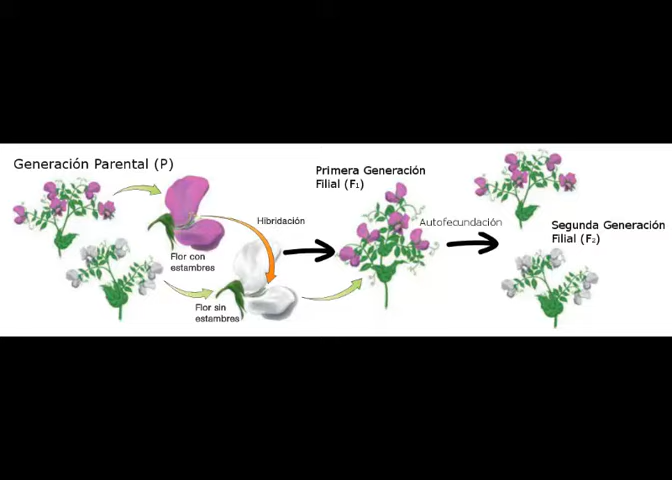 Generación Parental (P)
Flor con
estambres
Flor sin
estambres
Hibridación
Primera Generación
Filial (F₁)
Autofecundación
Segunda Generación
Filial (F₂)